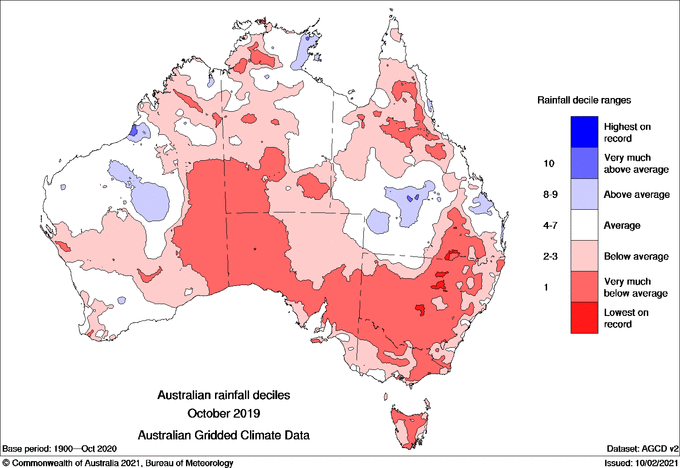 Rainfall decile ranges
Highest on
record
10
Very much
above average
8-9
Above average
4-7
Average
2-3
Below average
1
Very much
below average
Lowest on
record
Australian rainfall deciles
October 2019
Australian Gridded Climate Data
Base period: 1900—Oct 2020
Dataset: AGCD v2
© Commonwealth of Australia 2021, Bureau of Meteorology
Issued: 10/02/2021